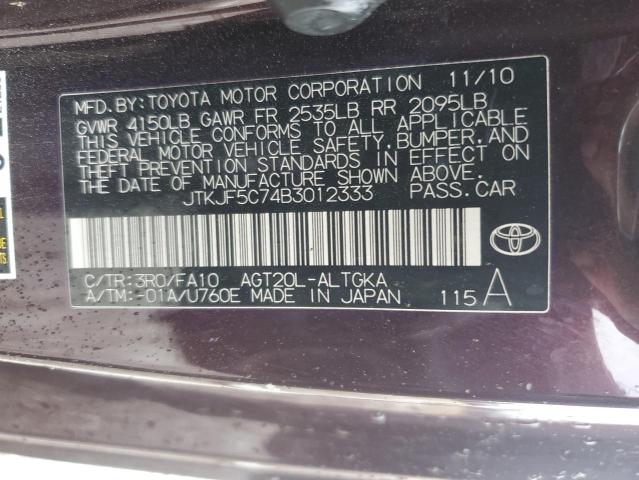 MFD. BY: TOYOTA MOTOR CORPORATION 11/10
GVWR 4150LB GAWR FR 2535LB RR 2095LB
THIS VEHICLE CONFORMS TO ALL APPLICABLE
FEDERAL MOTOR VEHICLE SAFETY, BUMPER, AND
THEFT PREVENTION STANDARDS IN EFFECT ON
THE DATE OF MANUFACTURE SHOWN ABOVE.
JTKJF5C74B3012333 PASS. CAR
C/TR: 3R0/FA10 AGT20L-ALTGKA
A/TM: -01A/U760E MADE IN JAPAN 115 A